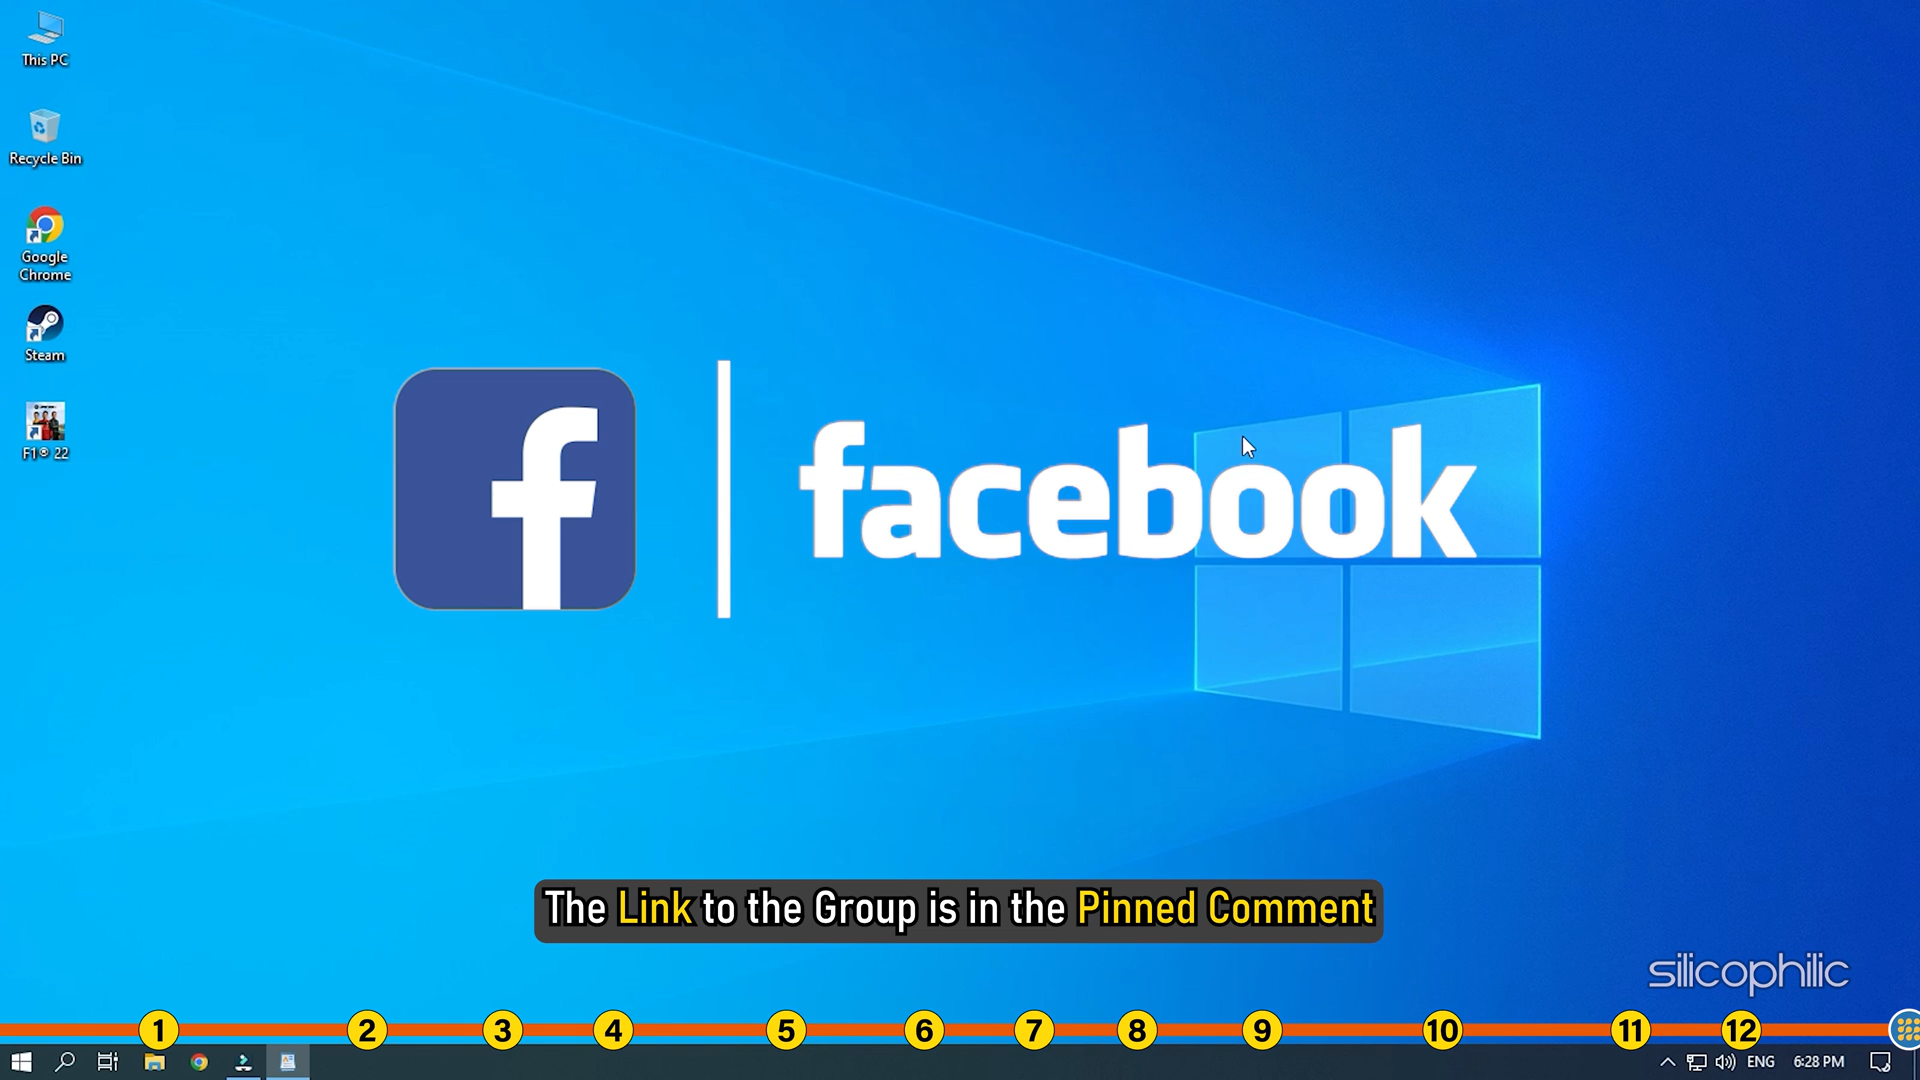 This PC
Recycle Bin
Google
Chrome
Steam
F1® 22
f
facebook
The Link to the Group is in the Pinned Comment
silicophilic
1 2 3 4 5 6 7 8 9 10 11 12
ENG 6:28 PM